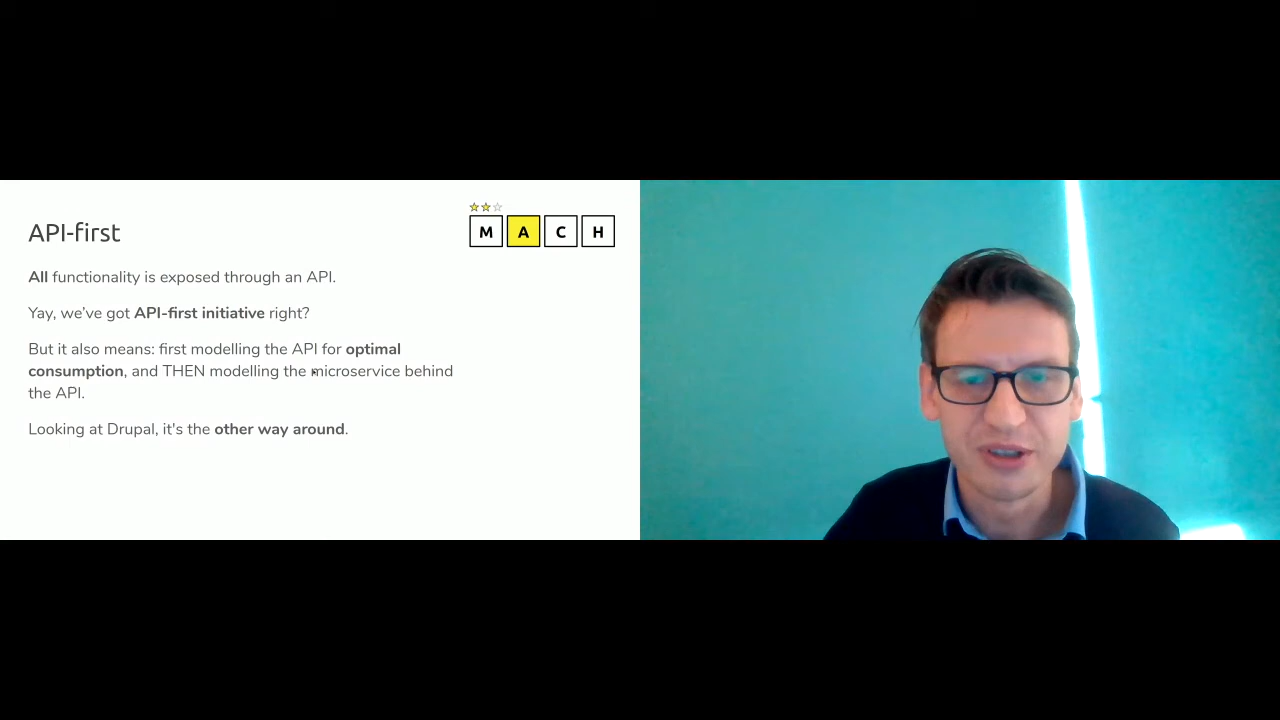 API-first
M A C H
All functionality is exposed through an API.
Yay, we've got API-first initiative right?
But it also means: first modelling the API for optimal
consumption, and THEN modelling the microservice behind
the API.
Looking at Drupal, it's the other way around.